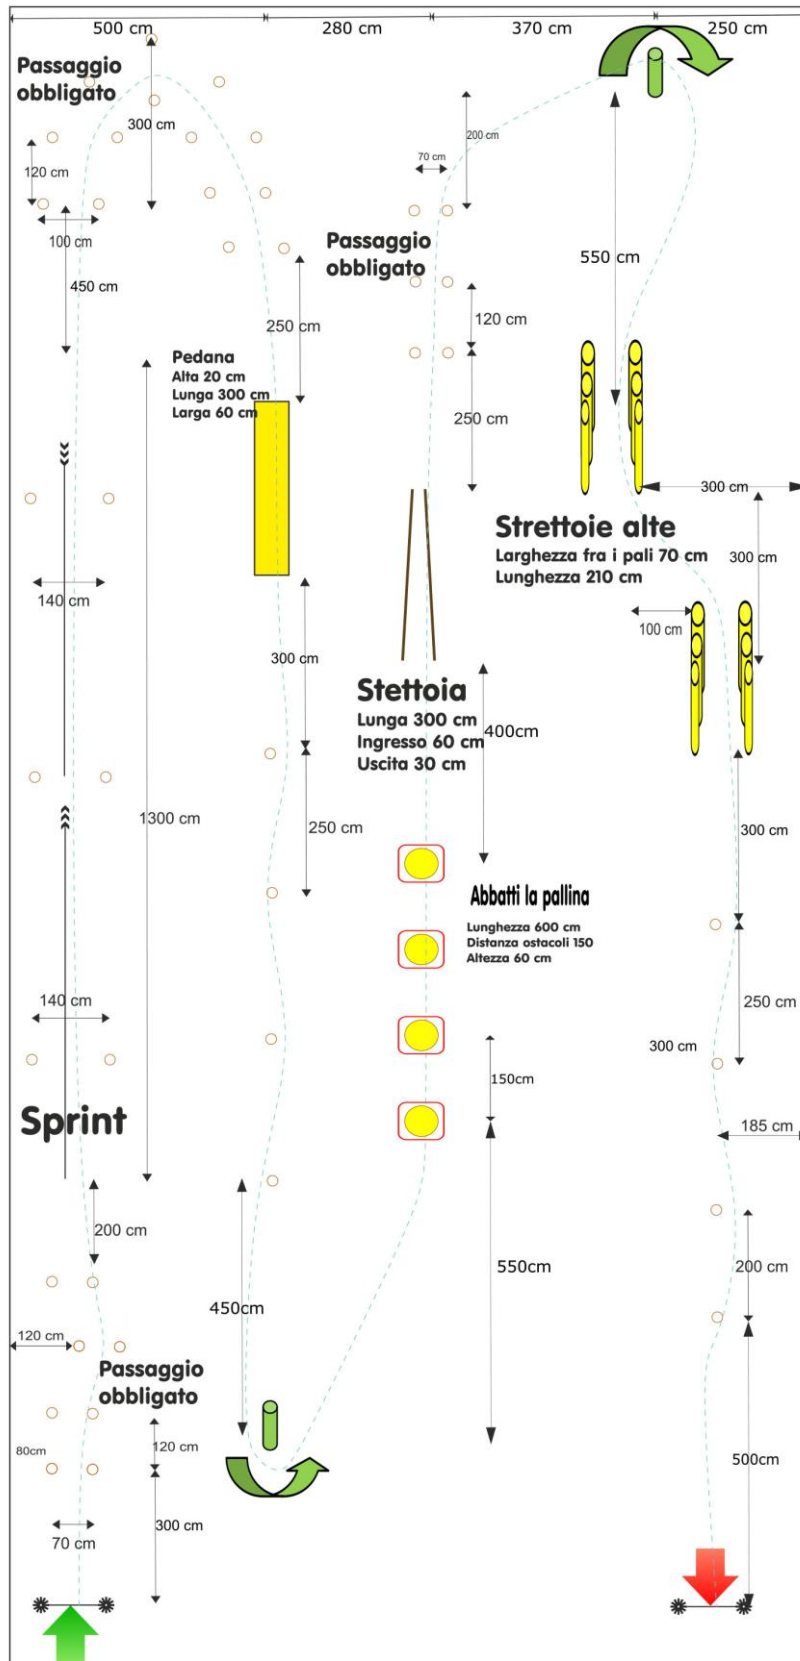 500 cm
280 cm
370 cm
250 cm
Passaggio
obbligato
300 cm
120 cm
100 cm
450 cm
250 cm
Pedana
Alta 20 cm
Lunga 300 cm
Larga 60 cm
140 cm
300 cm
1300 cm
250 cm
140 cm
Sprint
200 cm
120 cm
Passaggio
obbligato
80cm
120 cm
300 cm
70 cm
450cm
200 cm
70 cm
Passaggio
obbligato
120 cm
250 cm
Stettoia
Lunga 300 cm
Ingresso 60 cm
Uscita 30 cm
400cm
Abbatti la pallina
Lunghezza 600 cm
Distanza ostacoli 150
Altezza 60 cm
150cm
550cm
550 cm
300 cm
Strettoie alte
Larghezza fra i pali 70 cm
Lunghezza 210 cm
300 cm
100 cm
300 cm
250 cm
300 cm
185 cm
200 cm
500cm